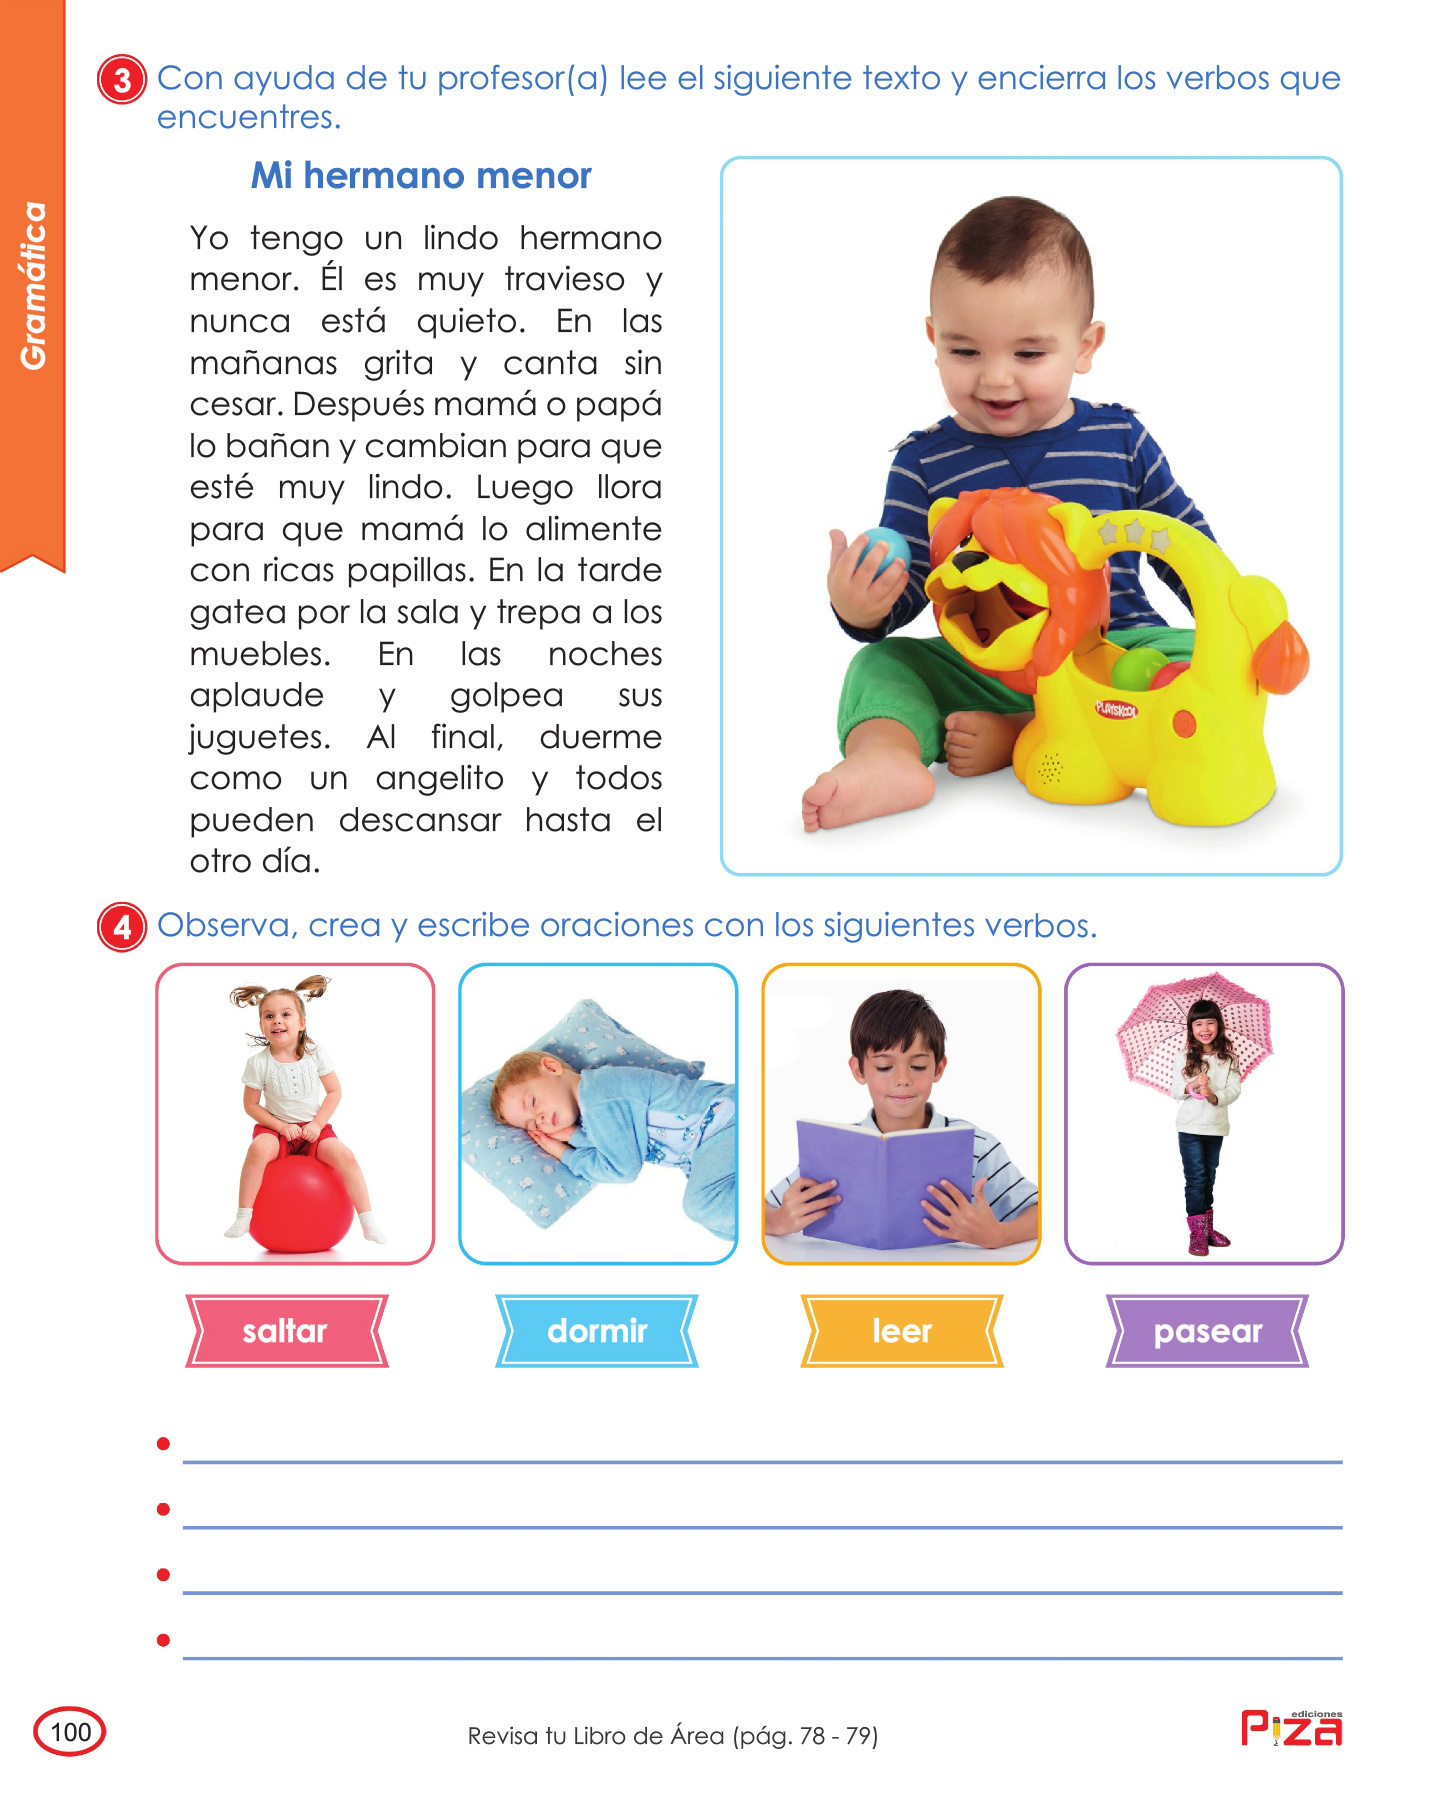 Gramática
3 Con ayuda de tu profesor(a) lee el siguiente texto y encierra los verbos que
encuentres.
Mi hermano menor
Yo tengo un lindo hermano
menor. Él es muy travieso y
nunca está quieto. En las
mañanas grita y canta sin
cesar. Después mamá o papá
lo bañan y cambian para que
esté muy lindo. Luego llora
para que mamá lo alimente
con ricas papillas. En la tarde
gatea por la sala y trepa a los
muebles. En las noches
aplaude y golpea sus
juguetes. Al final, duerme
como un angelito y todos
pueden descansar hasta el
otro día.
PLAYSKOOL
4 Observa, crea y escribe oraciones con los siguientes verbos.
saltar
dormir
leer
pasear
100
Revisa tu Libro de Área (pág. 78 - 79)
ediciones
Piza